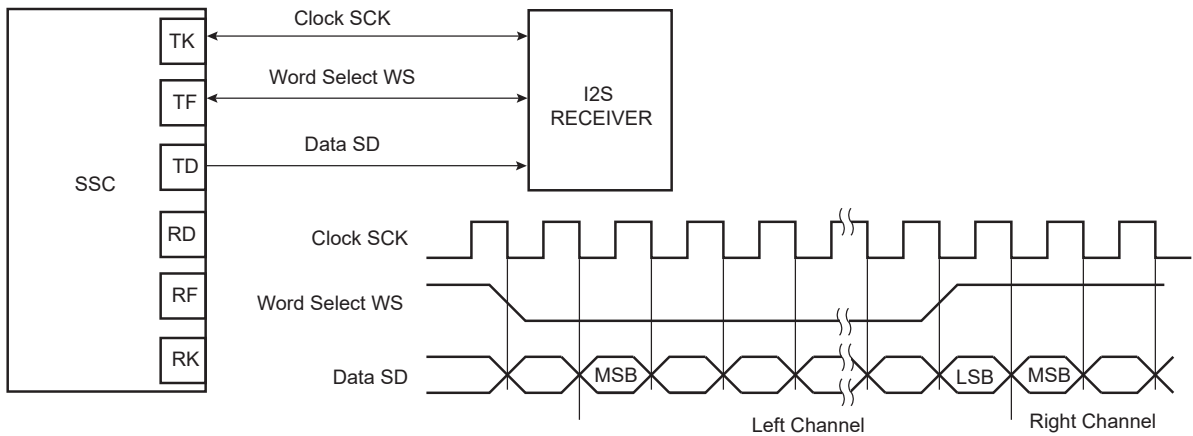 Clock SCK
TK
Word Select WS
TF
I2S
RECEIVER
Data SD
TD
SSC
RD
RF
RK
Clock SCK
Word Select WS
Data SD
MSB
LSB
MSB
Left Channel
Right Channel